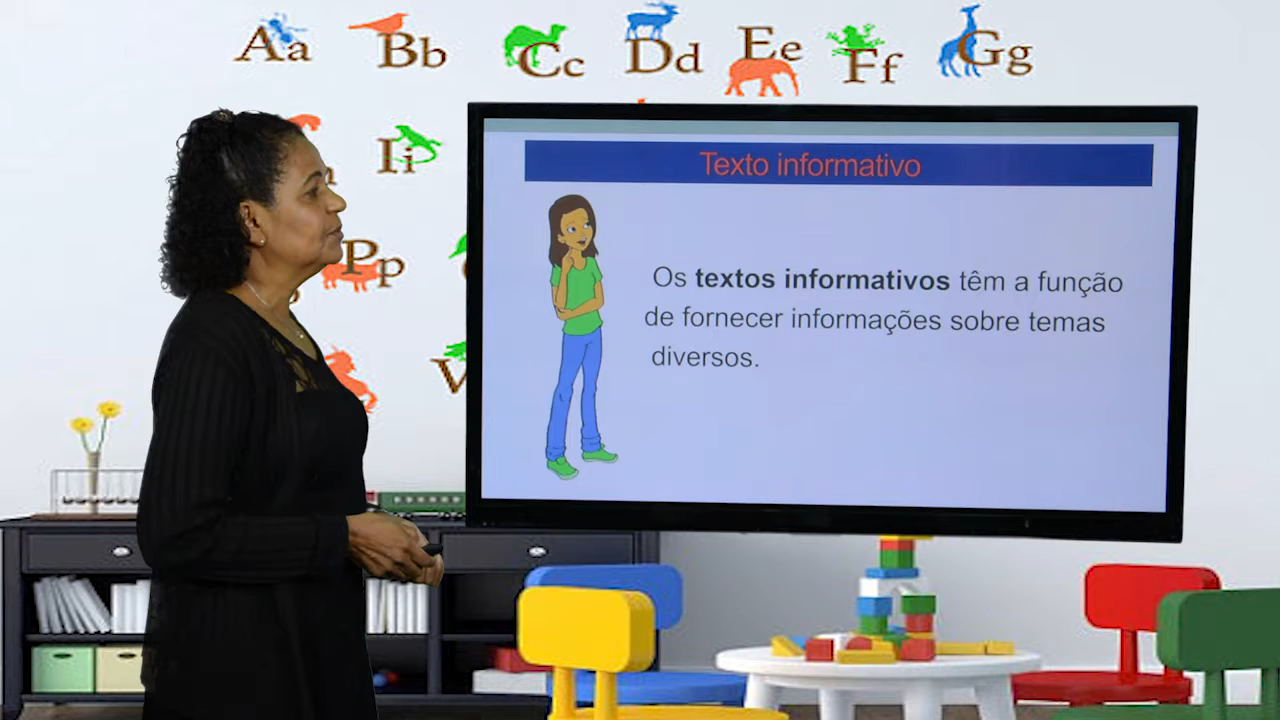 Aa Bb Cc Dd Ee Ff Gg
Ii
Pp
V
Texto informativo
Os textos informativos têm a função
de fornecer informações sobre temas
diversos.